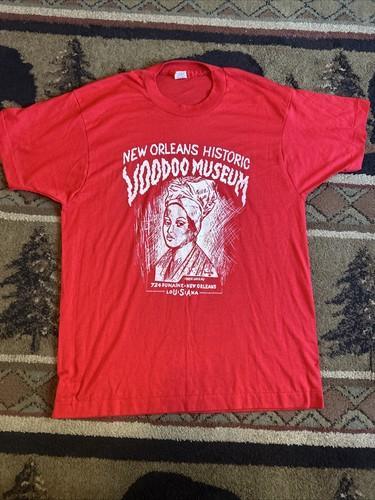 NEW ORLEANS HISTORIC
VOODOO MUSEUM
724 DUMAINE • NEW ORLEANS
LOUISIANA